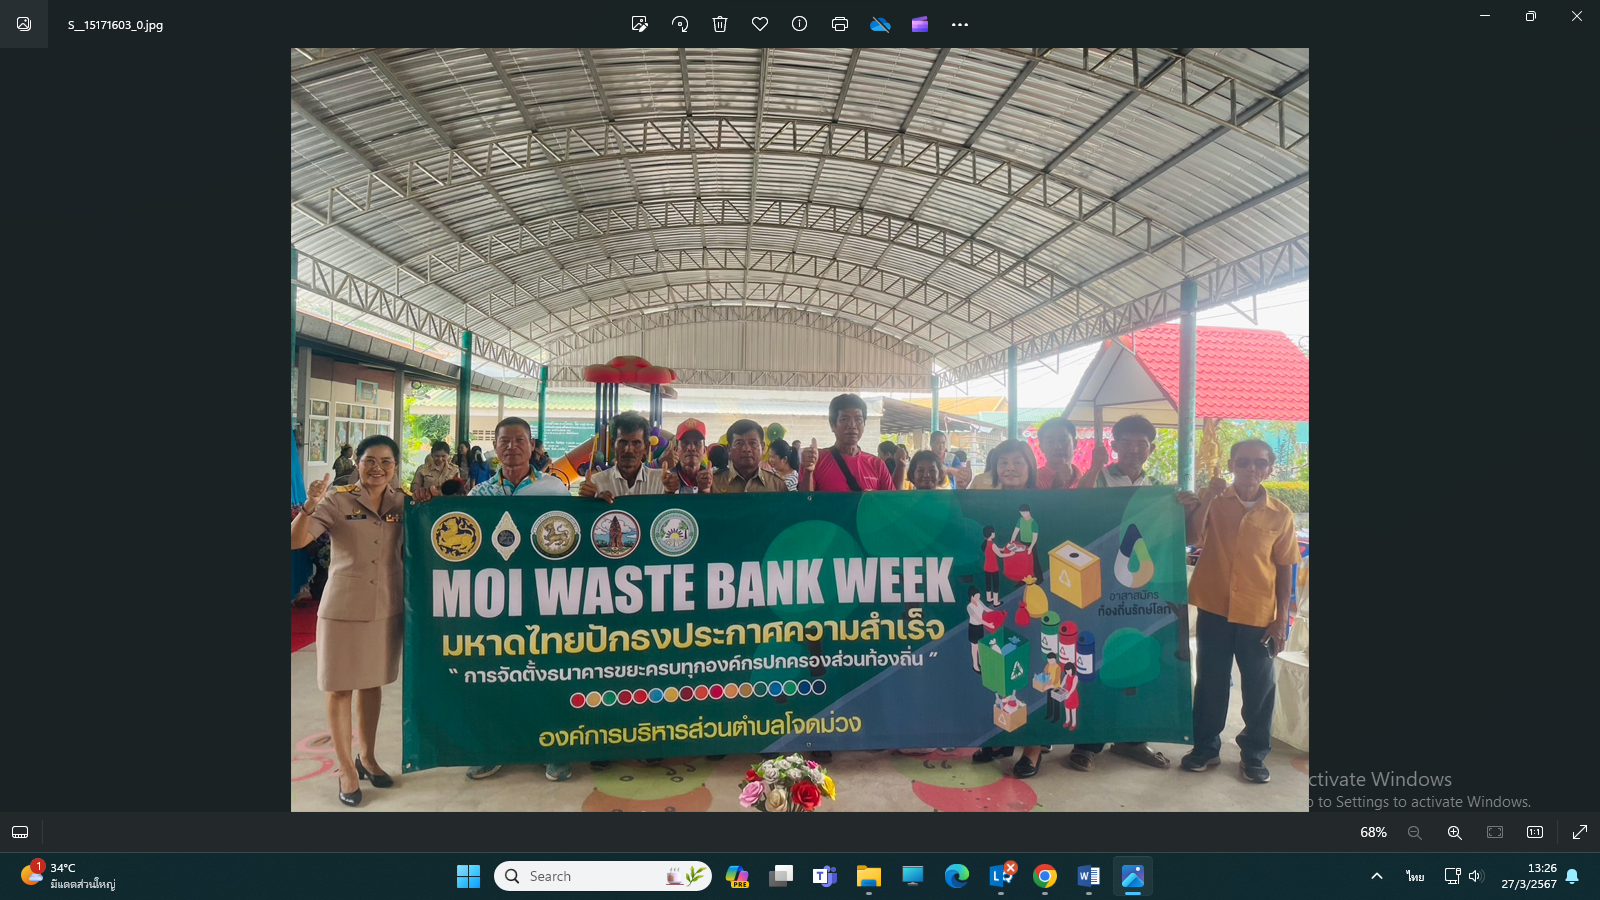 S__15171603_0.jpg
MOI WASTE BANK WEEK
มหาดไทยปักธงประกาศความสำเร็จ
“ การจัดตั้งธนาคารขยะครบทุกองค์กรปกครองส่วนท้องถิ่น ”
องค์การบริหารส่วนตำบลโจดม่วง
อาสาสมัคร
ท้องถิ่นรักษ์โลก
ctivate Windows
to Settings to activate Windows.
68%
1:1
1
34°C
มีแดดส่วนใหญ่
Search
PRE
ไทย
13:26
27/3/2567